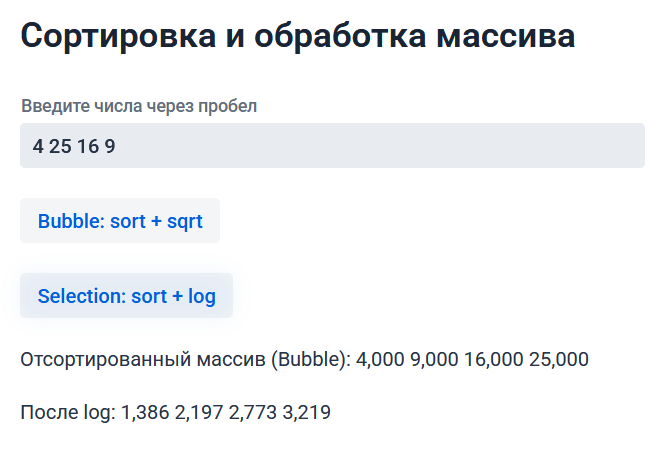 Сортировка и обработка массива
Введите числа через пробел
4 25 16 9
Bubble: sort + sqrt
Selection: sort + log
Отсортированный массив (Bubble): 4,000 9,000 16,000 25,000
После log: 1,386 2,197 2,773 3,219